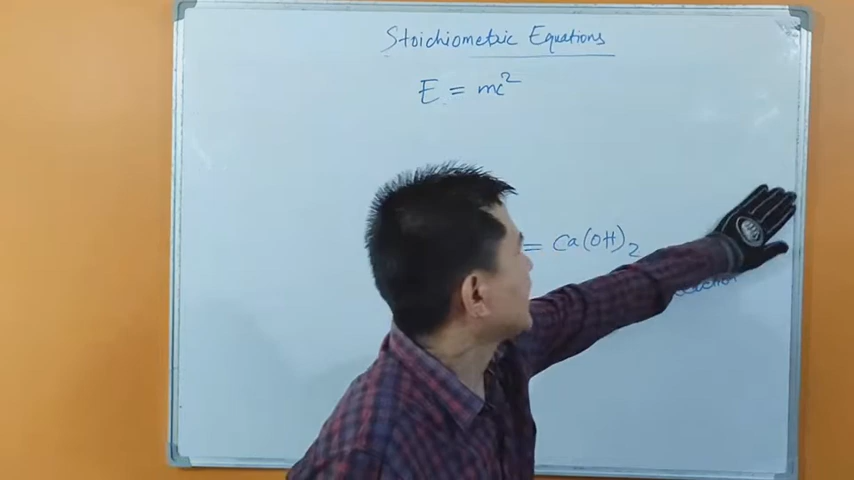 Stoichiometric Equations
E = mc²
= Ca(OH)₂